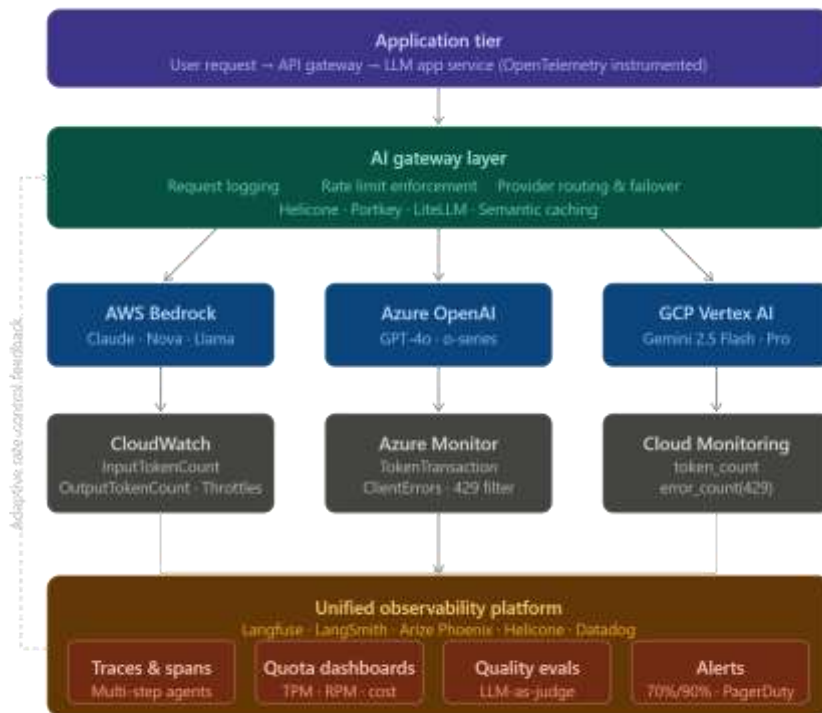 Application tier
User request → API gateway → LLM app service (OpenTelemetry instrumented)
AI gateway layer
Request logging Rate limit enforcement Provider routing & failover
Helicone · Portkey · LiteLLM · Semantic caching
AWS Bedrock
Claude · Nova · Llama
Azure OpenAI
GPT-4o · o-series
GCP Vertex AI
Gemini 2.5 Flash · Pro
Adaptive rate-control feedback
CloudWatch
InputTokenCount
OutputTokenCount · Throttles
Azure Monitor
TokenTransaction
ClientErrors · 429 filter
Cloud Monitoring
token_count
error_count(429)
Unified observability platform
Langfuse · LangSmith · Arize Phoenix · Helicone · Datadog
Traces & spans
Multi-step agents
Quota dashboards
TPM · RPM · cost
Quality evals
LLM-as-judge
Alerts
70%/90% · PagerDuty